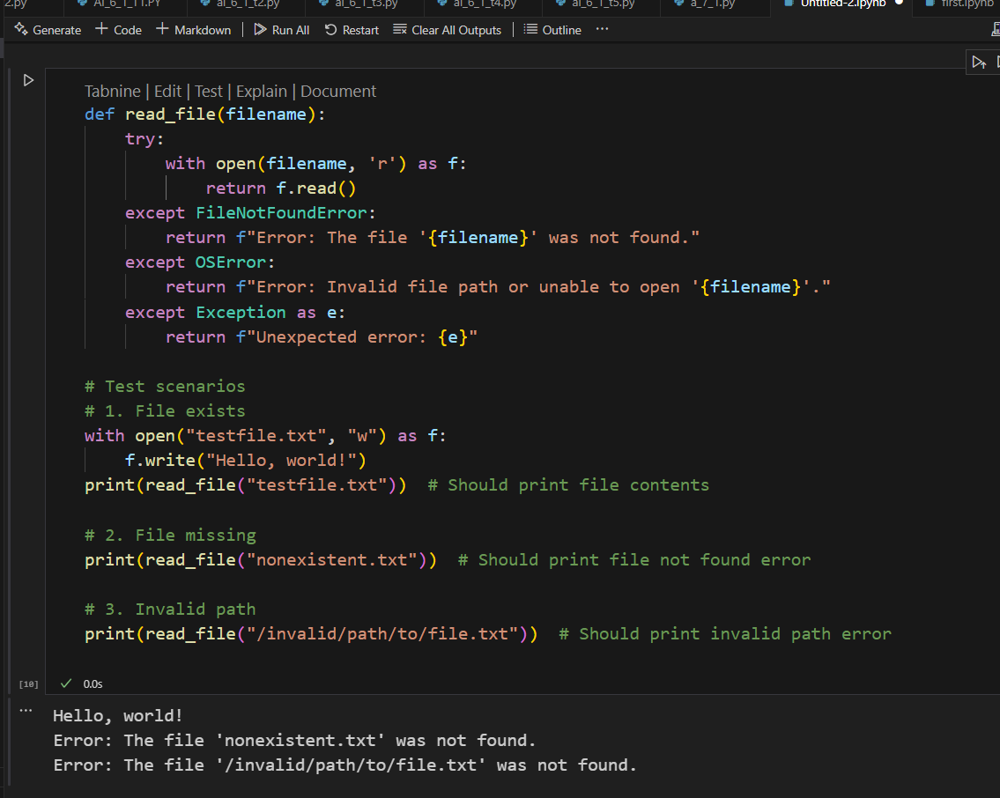 2.py AI_6_1_T1.PY ai_6_1_t2.py ai_6_1_t3.py ai_6_1_t4.py ai_6_1_t5.py a_7_1.py Untitled-2.ipynb first.ipynb
Generate + Code + Markdown Run All Restart Clear All Outputs Outline ...
Tabnine | Edit | Test | Explain | Document
def read_file(filename):
    try:
        with open(filename, 'r') as f:
            return f.read()
    except FileNotFoundError:
        return f"Error: The file '{filename}' was not found."
    except OSError:
        return f"Error: Invalid file path or unable to open '{filename}'."
    except Exception as e:
        return f"Unexpected error: {e}"
# Test scenarios
# 1. File exists
with open("testfile.txt", "w") as f:
    f.write("Hello, world!")
print(read_file("testfile.txt"))  # Should print file contents
# 2. File missing
print(read_file("nonexistent.txt"))  # Should print file not found error
# 3. Invalid path
print(read_file("/invalid/path/to/file.txt"))  # Should print invalid path error
[10] ✓ 0.0s
... Hello, world!
Error: The file 'nonexistent.txt' was not found.
Error: The file '/invalid/path/to/file.txt' was not found.